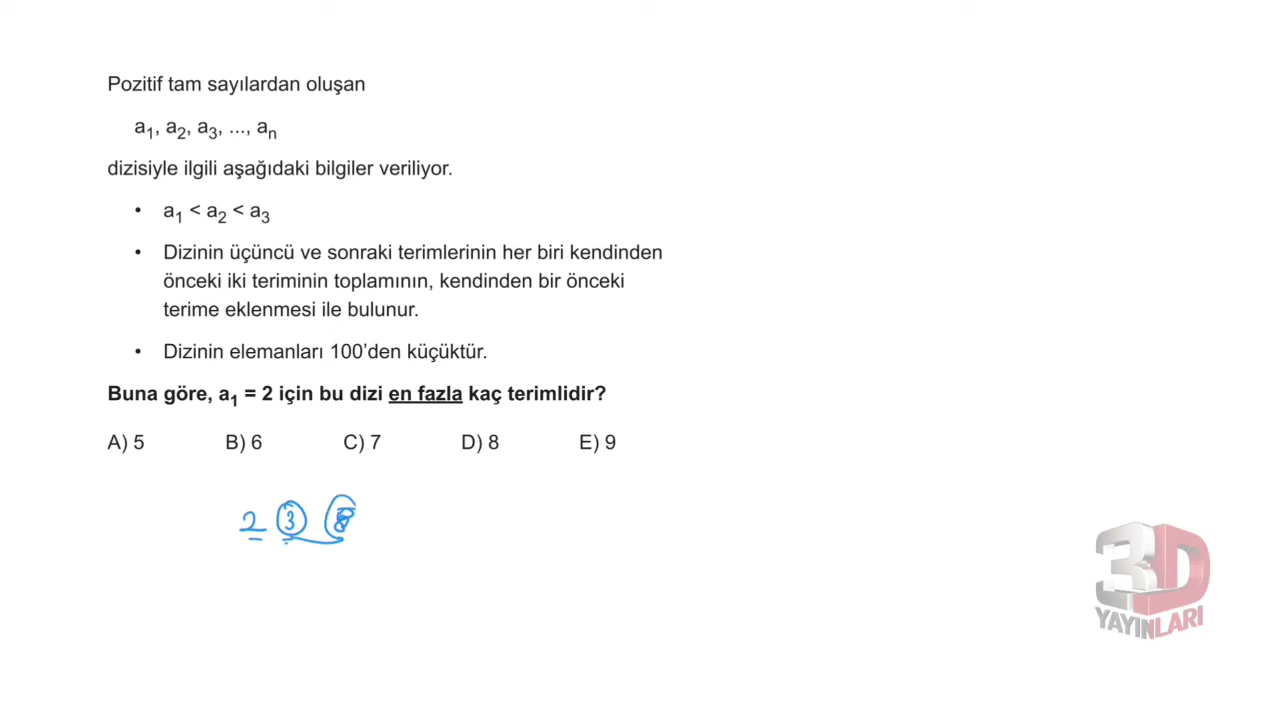 Pozitif tam sayılardan oluşan
a1, a2, a3, ..., an
dizisiyle ilgili aşağıdaki bilgiler veriliyor.
• a1 < a2 < a3
• Dizinin üçüncü ve sonraki terimlerinin her biri kendinden
önceki iki teriminin toplamının, kendinden bir önceki
terime eklenmesi ile bulunur.
• Dizinin elemanları 100'den küçüktür.
Buna göre, a1 = 2 için bu dizi en fazla kaç terimlidir?
A) 5 B) 6 C) 7 D) 8 E) 9
2 3
3D
YAYINLARI